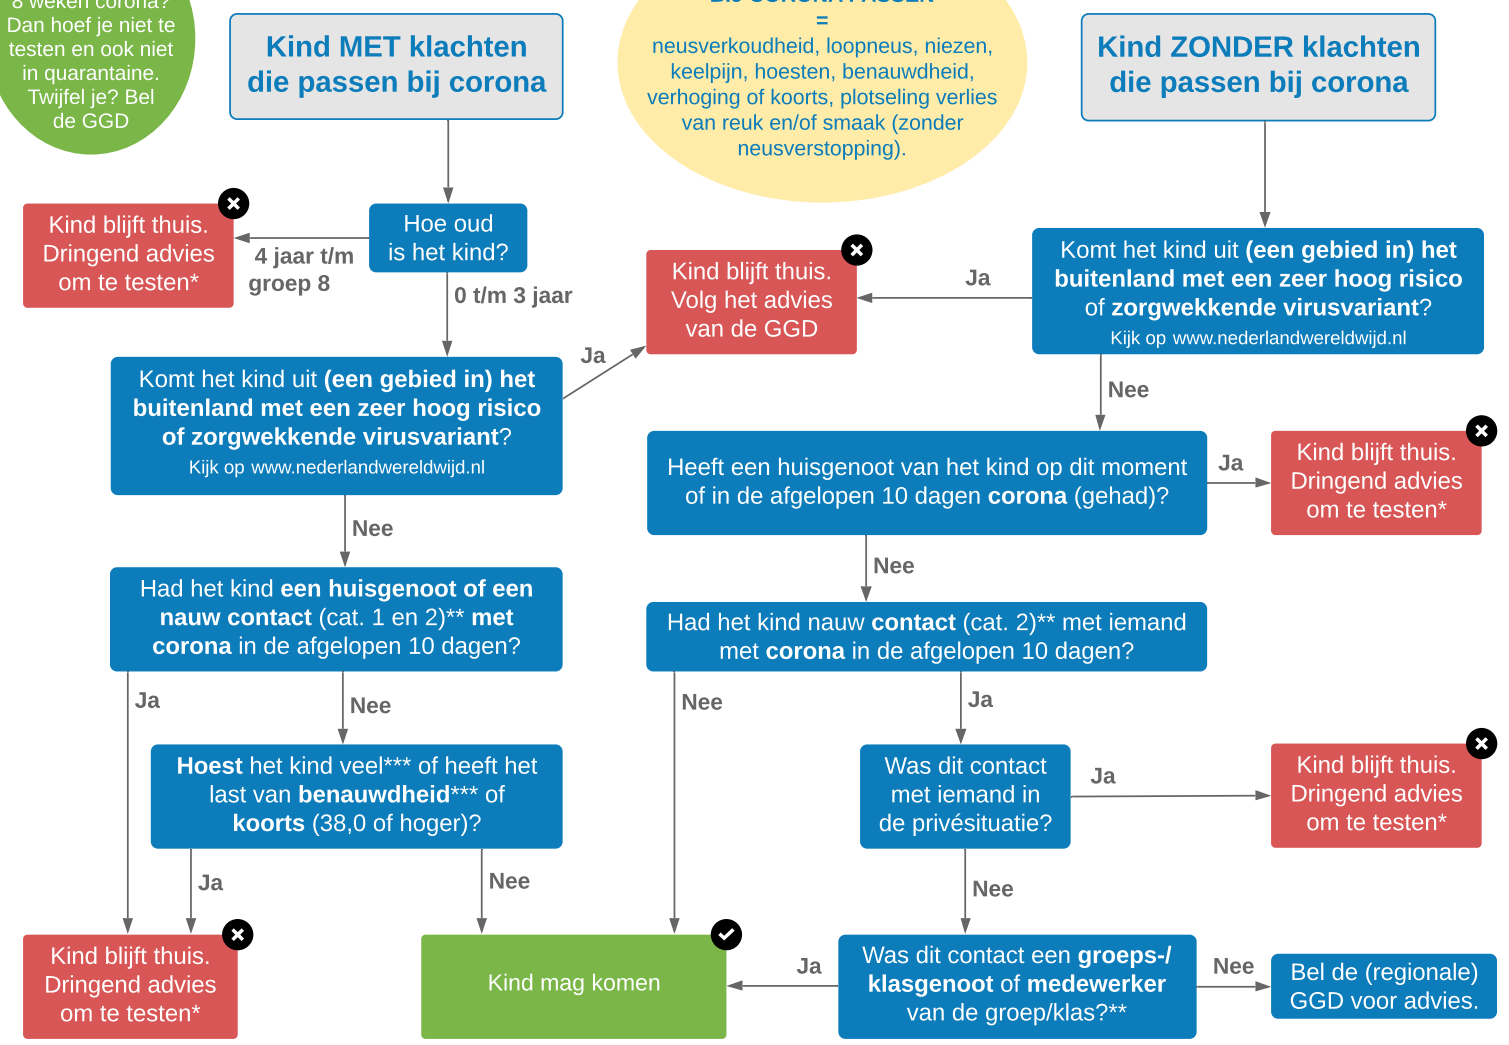 8 weken corona?
Dan hoef je niet te
testen en ook niet
in quarantaine.
Twijfel je? Bel
de GGD
Kind MET klachten
die passen bij corona
BIJ CORONA PASSEN
=
neusverkoudheid, loopneus, niezen,
keelpijn, hoesten, benauwdheid,
verhoging of koorts, plotseling verlies
van reuk en/of smaak (zonder
neusverstopping).
Kind ZONDER klachten
die passen bij corona
Kind blijft thuis.
Dringend advies
om te testen*
4 jaar t/m
groep 8
Hoe oud
is het kind?
0 t/m 3 jaar
Kind blijft thuis.
Volg het advies
van de GGD
Ja
Komt het kind uit (een gebied in) het
buitenland met een zeer hoog risico
of zorgwekkende virusvariant?
Kijk op www.nederlandwereldwijd.nl
Ja
Komt het kind uit (een gebied in) het
buitenland met een zeer hoog risico
of zorgwekkende virusvariant?
Kijk op www.nederlandwereldwijd.nl
Nee
Heeft een huisgenoot van het kind op dit moment
of in de afgelopen 10 dagen corona (gehad)?
Ja
Kind blijft thuis.
Dringend advies
om te testen*
Nee
Nee
Had het kind een huisgenoot of een
nauw contact (cat. 1 en 2)** met
corona in de afgelopen 10 dagen?
Had het kind nauw contact (cat. 2)** met iemand
met corona in de afgelopen 10 dagen?
Ja
Nee
Nee
Ja
Hoest het kind veel*** of heeft het
last van benauwdheid*** of
koorts (38,0 of hoger)?
Was dit contact
met iemand in
de privésituatie?
Ja
Kind blijft thuis.
Dringend advies
om te testen*
Ja
Nee
Nee
Kind blijft thuis.
Dringend advies
om te testen*
Kind mag komen
Ja
Was dit contact een groeps-/
klasgenoot of medewerker
van de groep/klas?**
Nee
Bel de (regionale)
GGD voor advies.